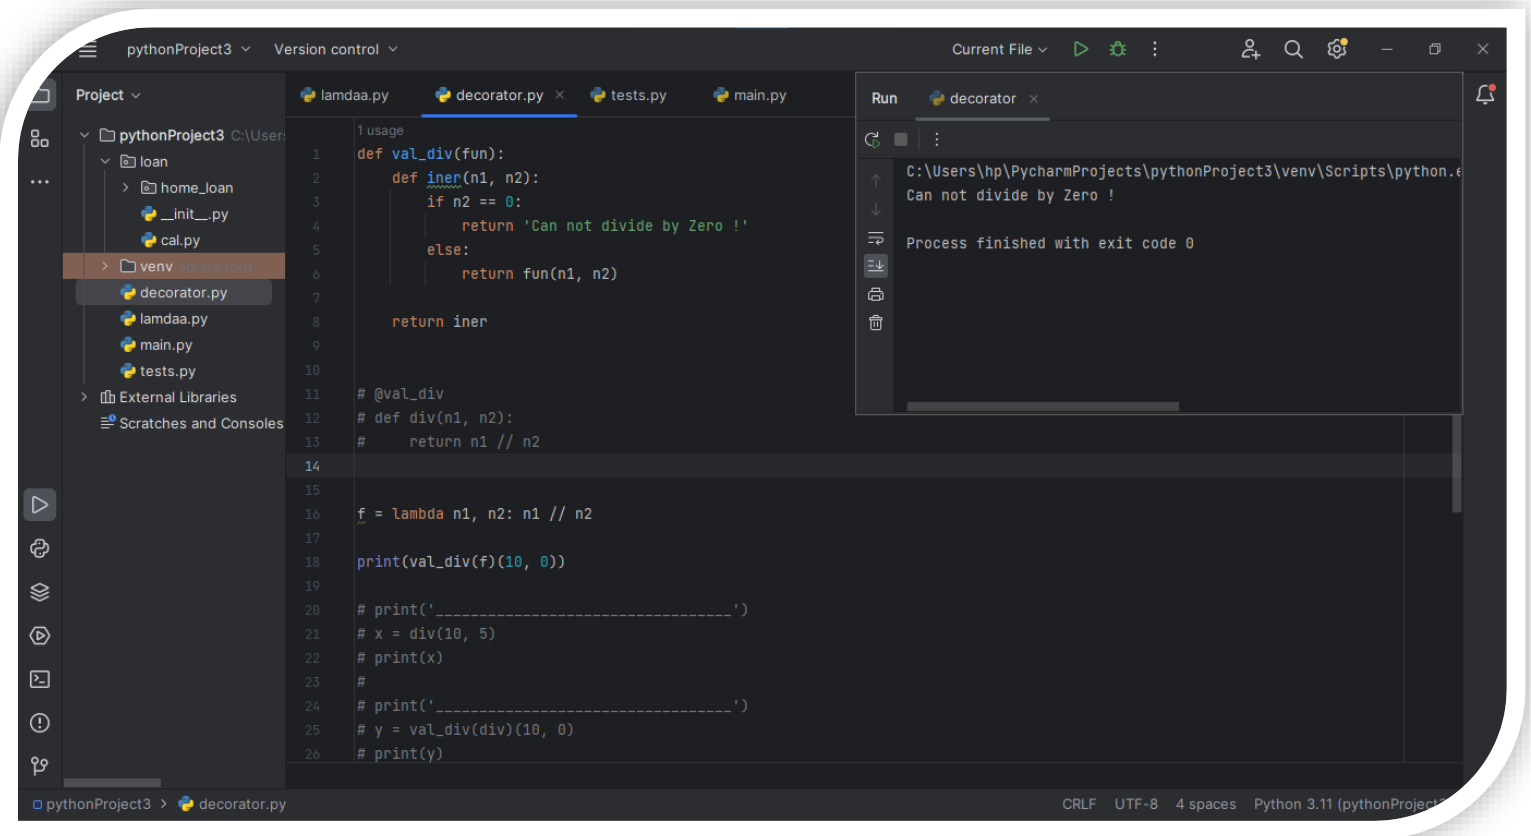 pythonProject3
Version control
Current File
Project
lamdaa.py
decorator.py
tests.py
main.py
Run
decorator
pythonProject3 C:\User
loan
home_loan
__init__.py
cal.py
venv library root
decorator.py
lamdaa.py
main.py
tests.py
External Libraries
Scratches and Consoles
1 usage
1 def val_div(fun):
2     def iner(n1, n2):
3         if n2 == 0:
4             return 'Can not divide by Zero !'
5         else:
6             return fun(n1, n2)
7
8     return iner
9
10
11 # @val_div
12 # def div(n1, n2):
13 #     return n1 // n2
14
15
16 f = lambda n1, n2: n1 // n2
17
18 print(val_div(f)(10, 0))
19
20 # print('__________________________________')
21 # x = div(10, 5)
22 # print(x)
23 #
24 # print('__________________________________')
25 # y = val_div(div)(10, 0)
26 # print(y)
C:\Users\hp\PycharmProjects\pythonProject3\venv\Scripts\python.e
Can not divide by Zero !
Process finished with exit code 0
pythonProject3 > decorator.py
CRLF UTF-8 4 spaces Python 3.11 (pythonProject